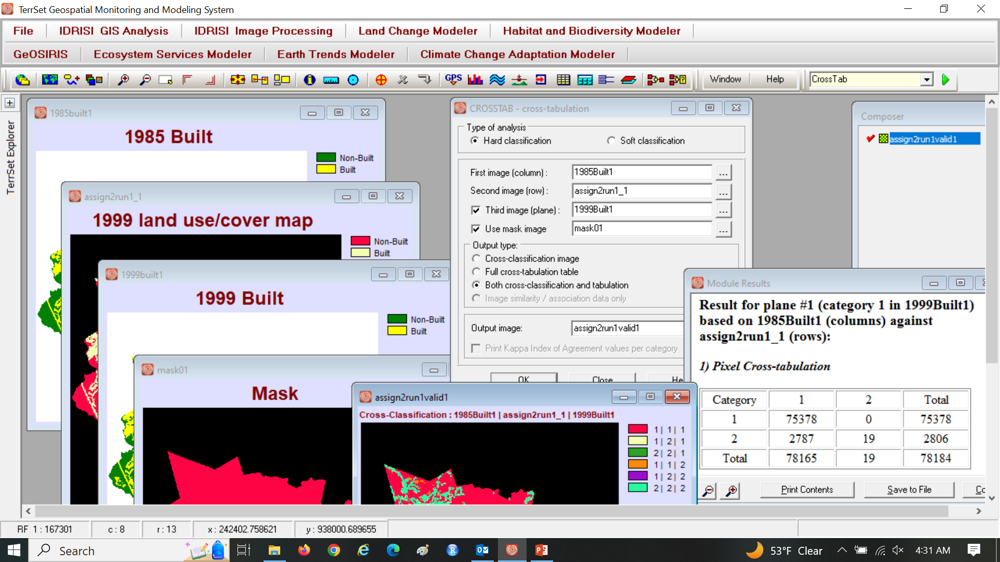 TerrSet Geospatial Monitoring and Modeling System
File IDRISI GIS Analysis IDRISI Image Processing Land Change Modeler Habitat and Biodiversity Modeler
GeOSIRIS Ecosystem Services Modeler Earth Trends Modeler Climate Change Adaptation Modeler
GPS Window Help CrossTab
TerrSet Explorer
1985built1
1985 Built
Non-Built
Built
assign2run1_1
1999 land use/cover map
Non-Built
Built
1999built1
1999 Built
Non-Built
Built
mask01
Mask
CROSSTAB - cross-tabulation
Type of analysis
Hard classification Soft classification
First image (column) : 1985Built1 ...
Second image (row) : assign2run1_1 ...
Third image (plane) : 1999Built1 ...
Use mask image mask01 ...
Output type:
Cross-classification image
Full cross-tabulation table
Both cross-classification and tabulation
Image similarity / association data only
Output image: assign2run1valid1
Print Kappa Index of Agreement values per category
OK Close He
assign2run1valid1
Cross-Classification : 1985Built1 | assign2run1_1 | 1999Built1
1 | 1 | 1
1 | 2 | 1
2 | 2 | 1
1 | 1 | 2
1 | 2 | 2
2 | 2 | 2
Composer
assign2run1valid1
Module Results
Result for plane #1 (category 1 in 1999Built1)
based on 1985Built1 (columns) against
assign2run1_1 (rows):
1) Pixel Cross-tabulation
Category 1 2 Total
1 75378 0 75378
2 2787 19 2806
Total 78165 19 78184
Print Contents Save to File Co
RF 1 : 167301 c : 8 r : 13 x : 242402.758621 y : 938000.689655
Search 53°F Clear 4:31 AM